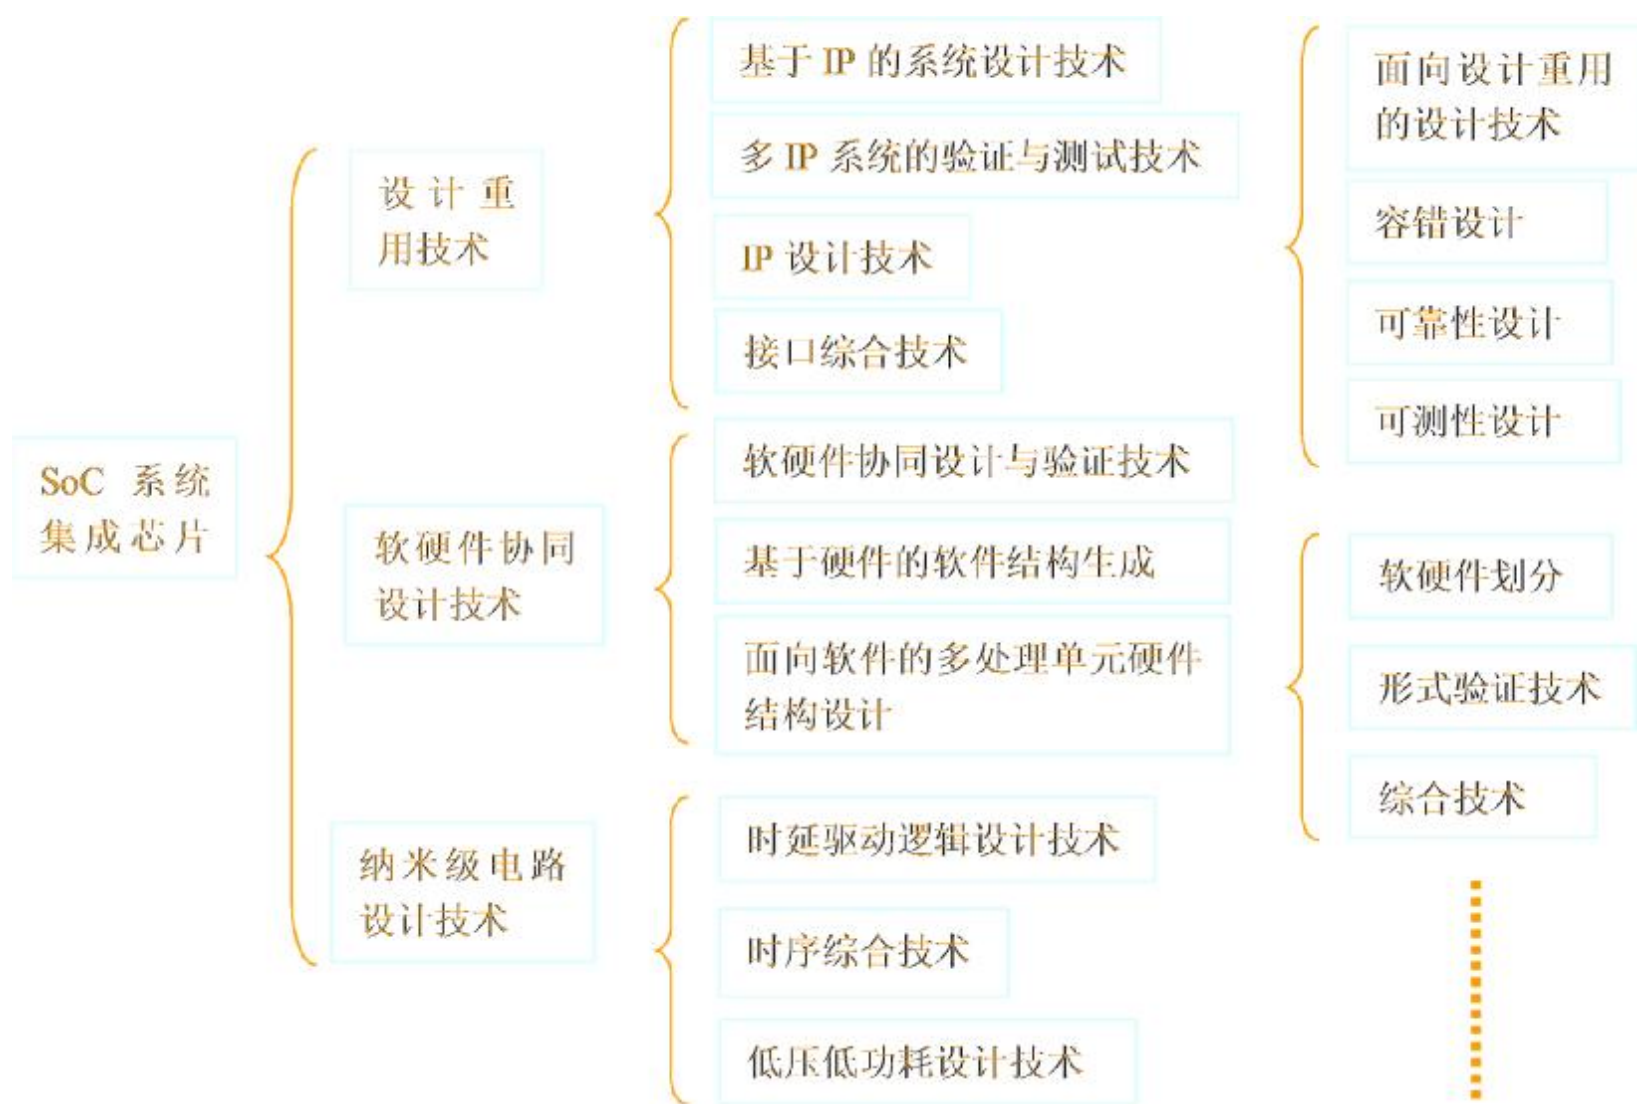 SoC 系统
集成芯片
设计重
用技术
基于 IP 的系统设计技术
多 IP 系统的验证与测试技术
IP 设计技术
接口综合技术
面向设计重用
的设计技术
容错设计
可靠性设计
可测性设计
软硬件协同
设计技术
软硬件协同设计与验证技术
基于硬件的软件结构生成
面向软件的多处理单元硬件
结构设计
软硬件划分
形式验证技术
综合技术
纳米级电路
设计技术
时延驱动逻辑设计技术
时序综合技术
低压低功耗设计技术